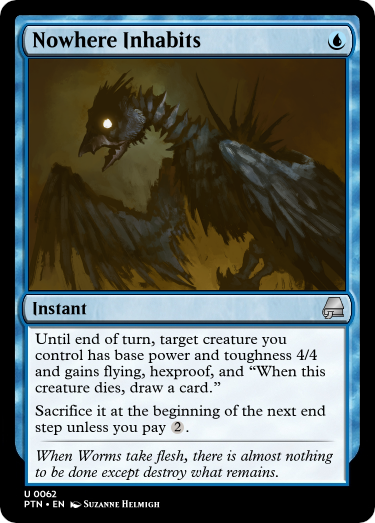 Nowhere Inhabits
Instant
Until end of turn, target creature you
control has base power and toughness 4/4
and gains flying, hexproof, and “When this
creature dies, draw a card.”
Sacrifice it at the beginning of the next end
step unless you pay 2.
When Worms take flesh, there is almost nothing
to be done except destroy what remains.
U 0062
PTN • EN Suzanne Helmigh